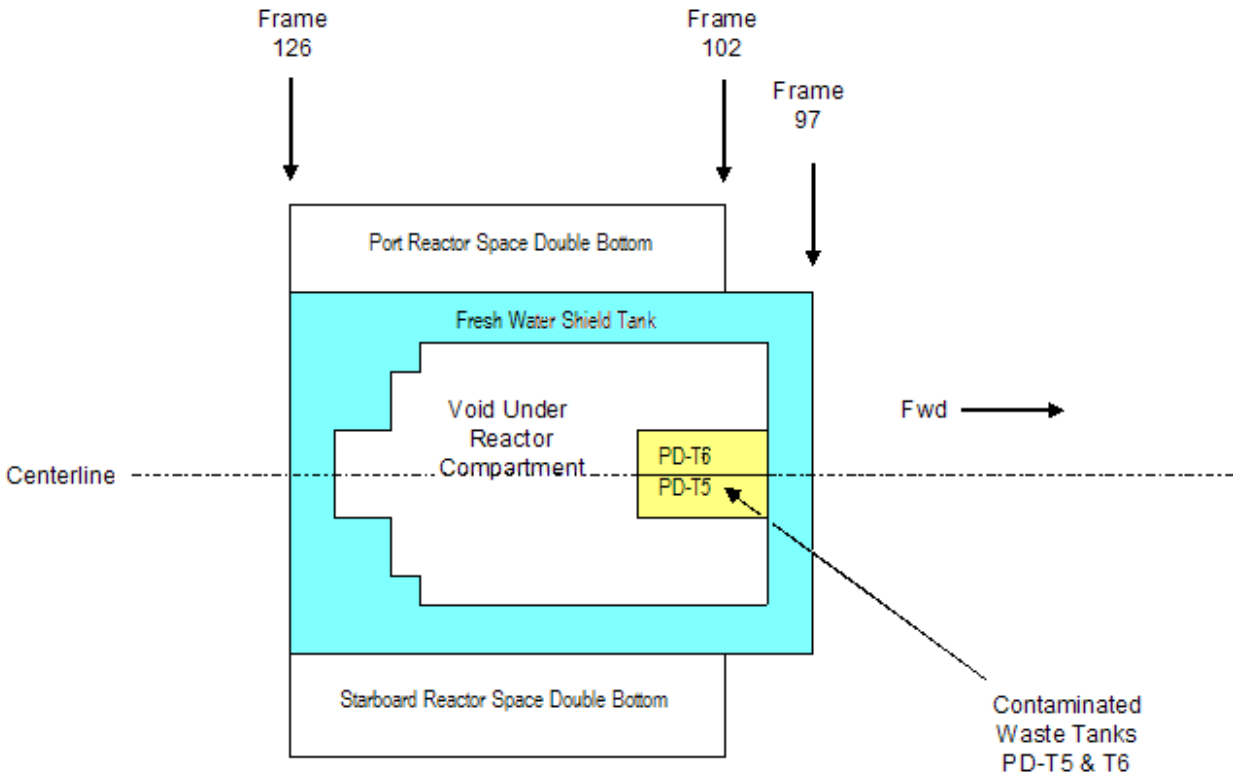 Frame
126
Frame
102
Frame
97
Port Reactor Space Double Bottom
Fresh Water Shield Tank
Void Under
Reactor
Compartment
Fwd
PD-T6
Centerline
PD-T5
Starboard Reactor Space Double Bottom
Contaminated
Waste Tanks
PD-T5 & T6